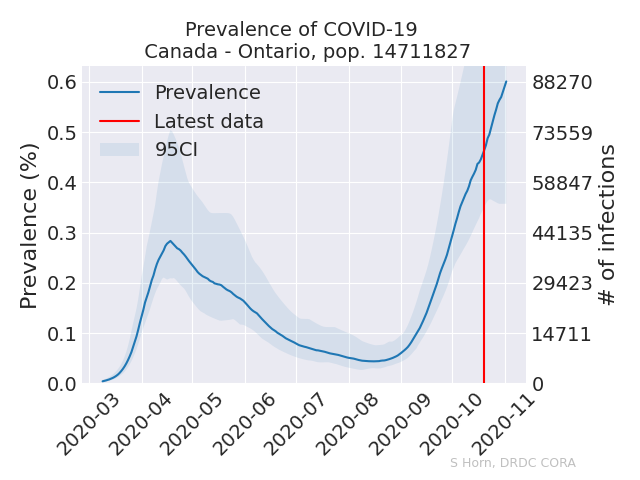 Prevalence of COVID-19
Canada - Ontario, pop. 14711827
Prevalence
Latest data
95CI
Prevalence (%)
0.6
0.5
0.4
0.3
0.2
0.1
0.0
88270
73559
58847
44135
29423
14711
0
# of infections
2020-03
2020-04
2020-05
2020-06
2020-07
2020-08
2020-09
2020-10
2020-11
S Horn, DRDC CORA